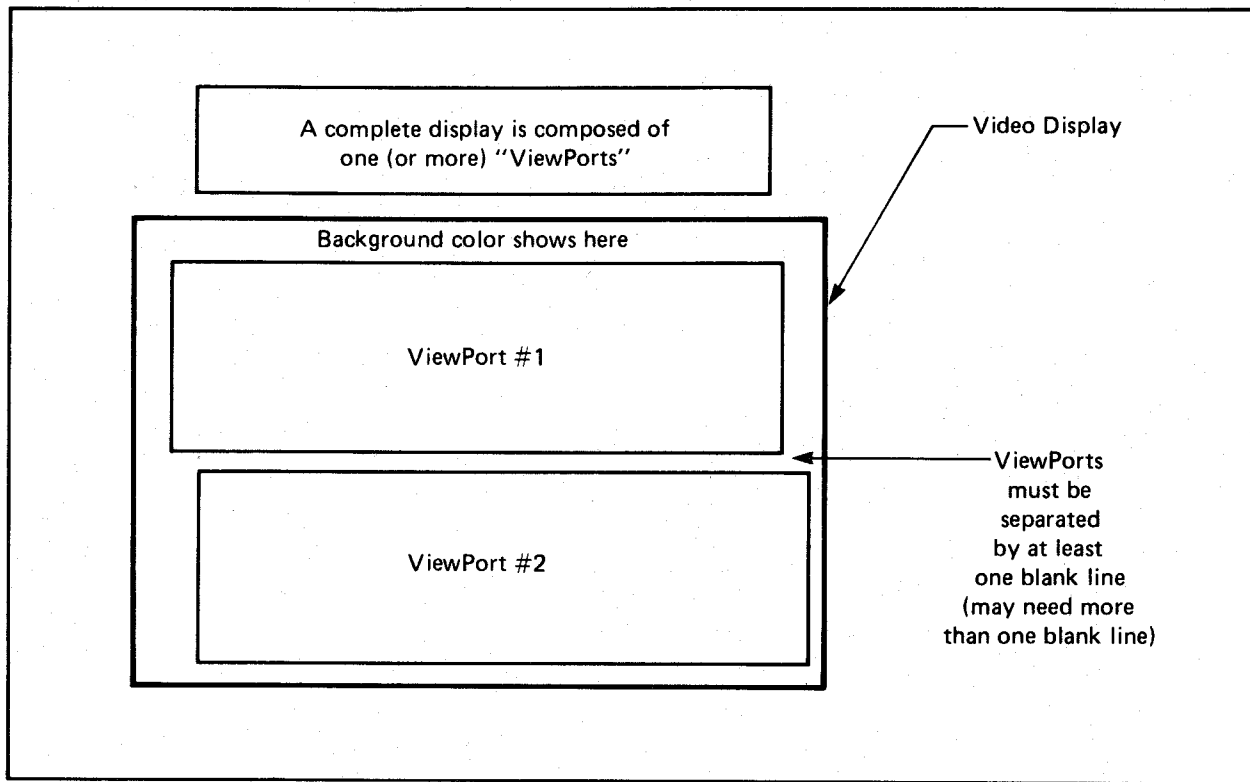 A complete display is composed of
one (or more) "ViewPorts"
Video Display
Background color shows here
ViewPort #1
ViewPorts
must be
separated
by at least
one blank line
(may need more
than one blank line)
ViewPort #2